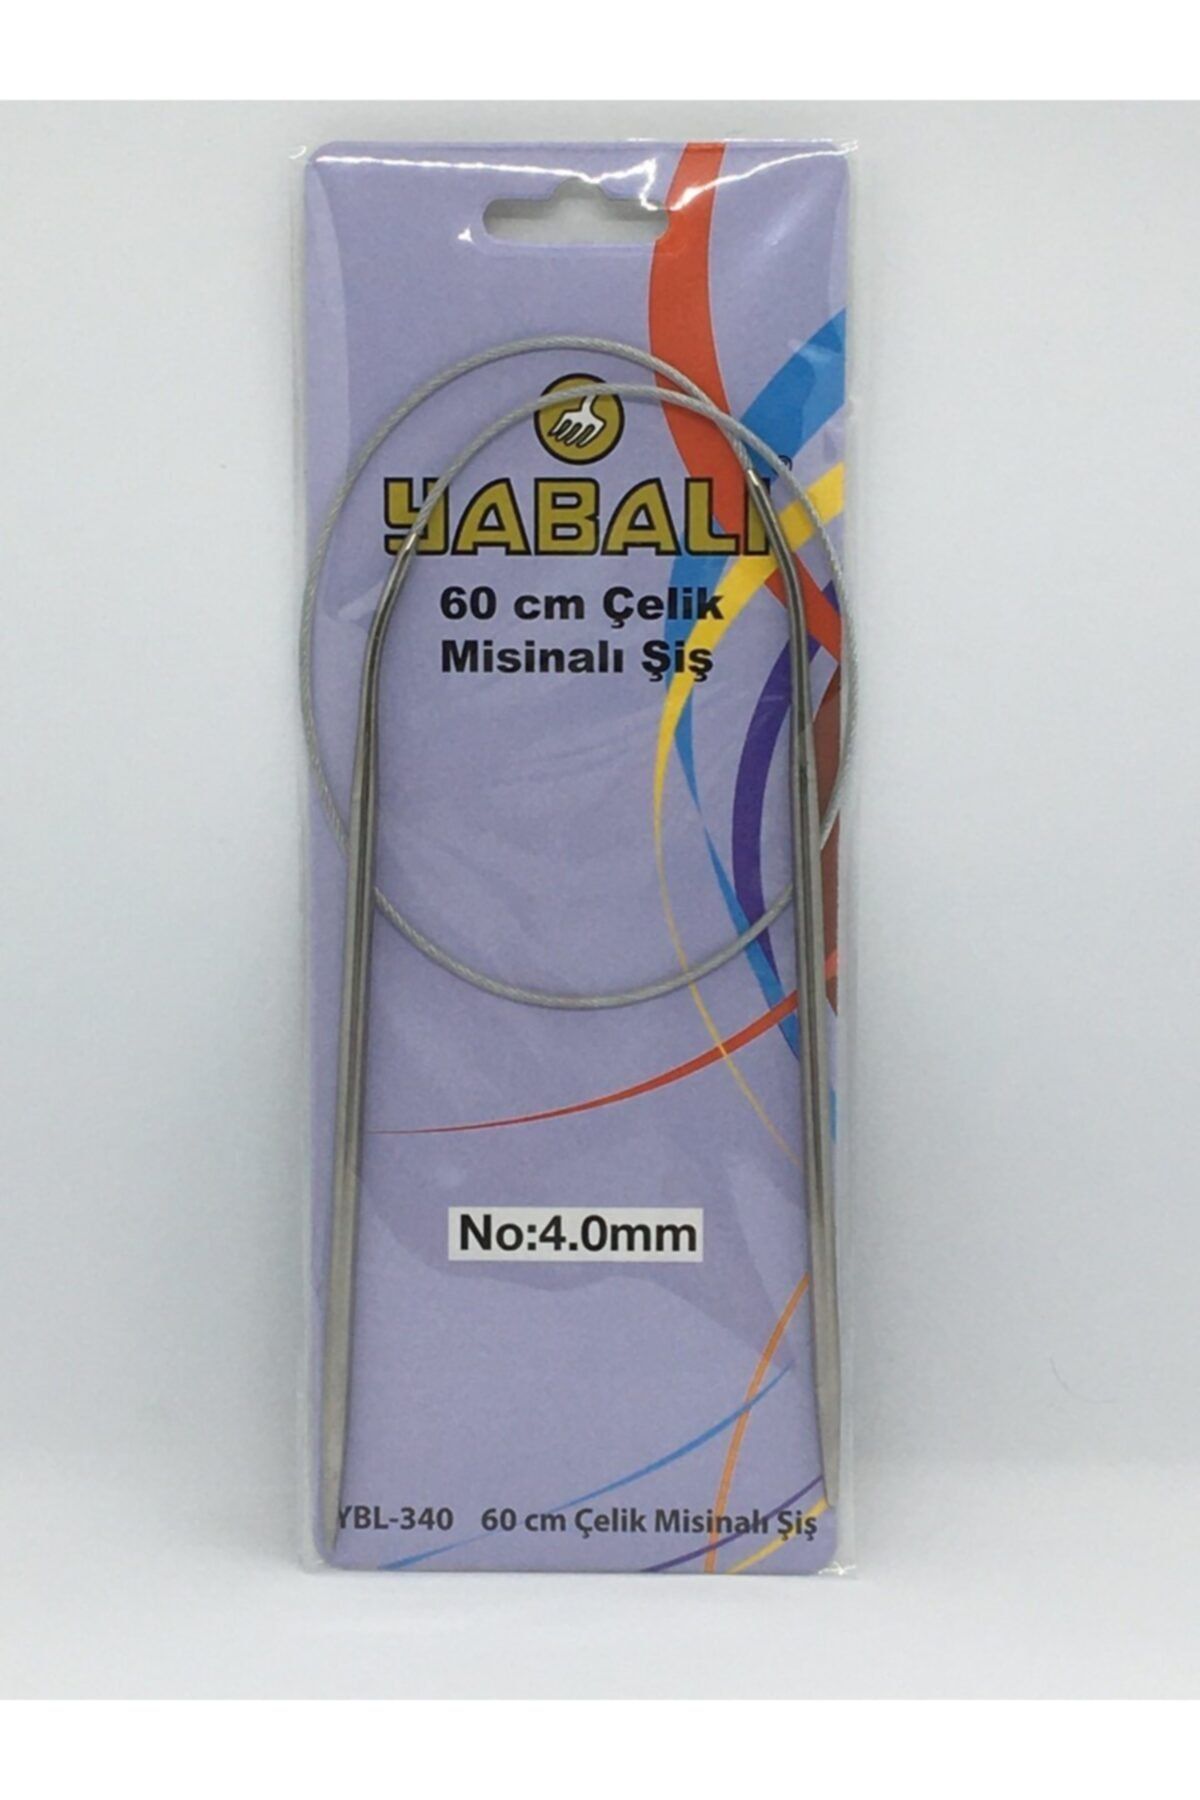 YABALI
60 cm Çelik
Misinalı Şiş
No:4.0mm
YBL-340 60 cm Çelik Misinalı Şiş